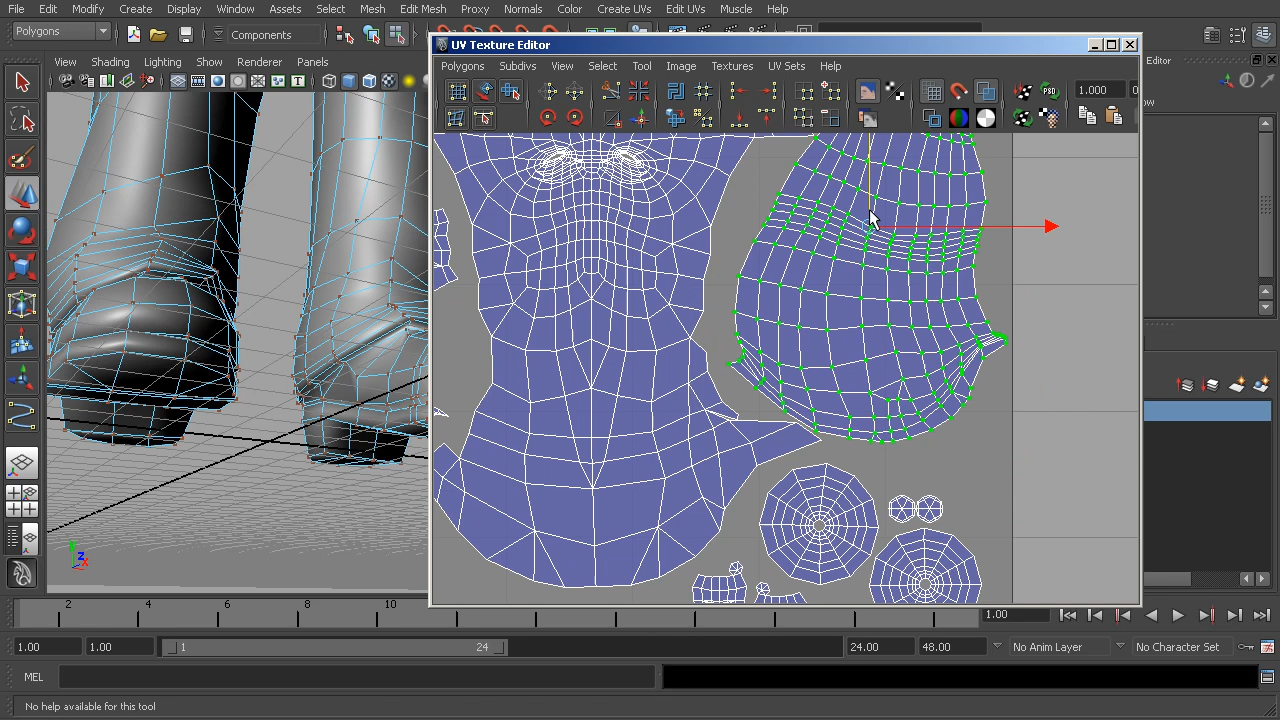 File Edit Modify Create Display Window Assets Select Mesh Edit Mesh Proxy Normals Color Create UVs Edit UVs Muscle Help
Polygons Components
UV Texture Editor
Editor
View Shading Lighting Show Renderer Panels
Polygons Subdivs View Select Tool Image Textures UV Sets Help
PSD 1.000 0
T
Z
X
2 4 6 8 10 1.00
1.00 1.00 1 24 24.00 48.00 No Anim Layer No Character Set
MEL
No help available for this tool